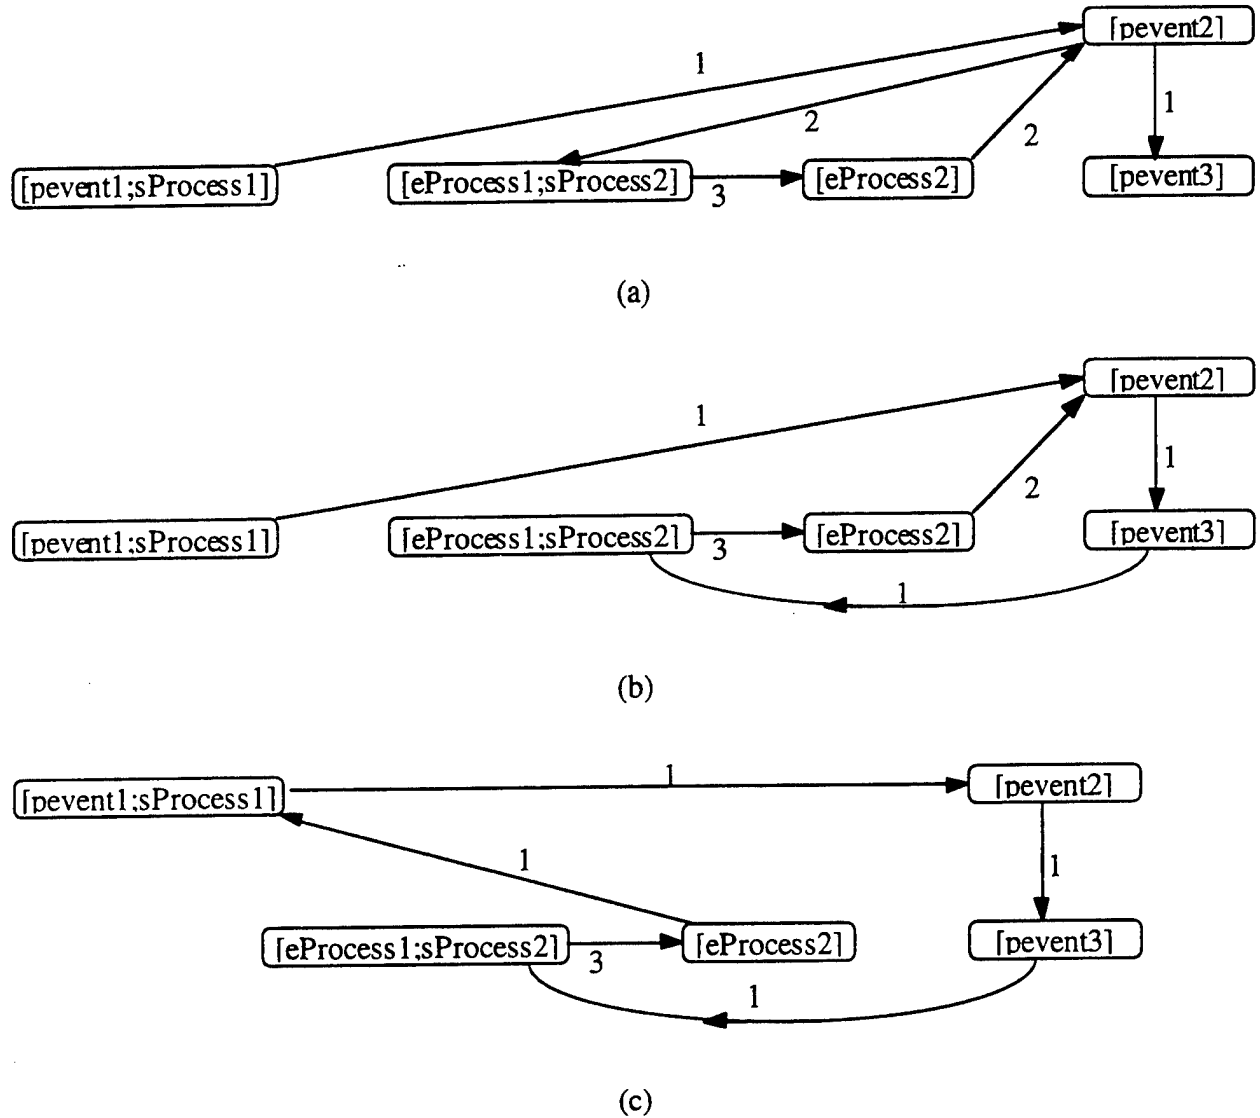 [pevent2]
1
2
2
1
[pevent1;sProcess1]
[eProcess1;sProcess2]
3
[eProcess2]
[pevent3]
(a)
[pevent2]
1
1
2
[pevent1;sProcess1]
[eProcess1;sProcess2]
3
[eProcess2]
[pevent3]
1
(b)
[pevent1;sProcess1]
1
[pevent2]
1
1
[eProcess1;sProcess2]
3
[eProcess2]
[pevent3]
1
(c)